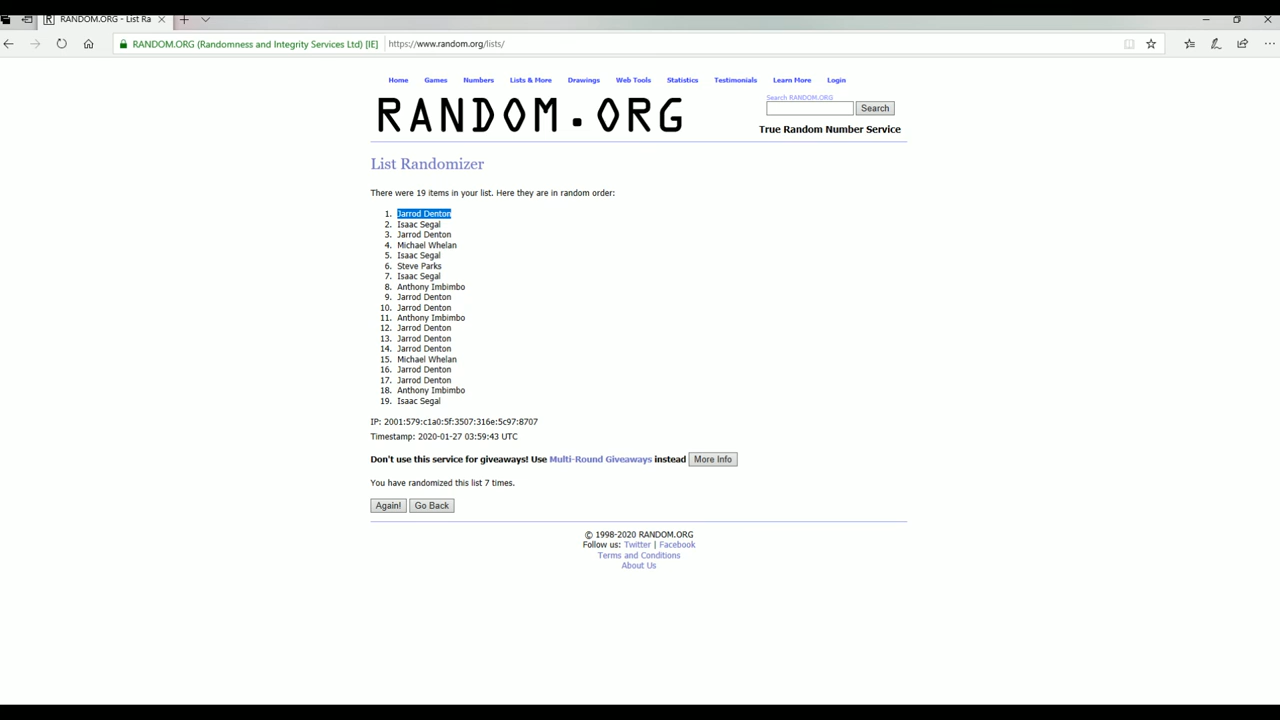 RANDOM.ORG - List Ra
RANDOM.ORG (Randomness and Integrity Services Ltd) [IE]
https://www.random.org/lists/
Home Games Numbers Lists & More Drawings Web Tools Statistics Testimonials Learn More Login
RANDOM.ORG
Search RANDOM.ORG
Search
True Random Number Service
List Randomizer
There were 19 items in your list. Here they are in random order:
1. Jarrod Denton
2. Isaac Segal
3. Jarrod Denton
4. Michael Whelan
5. Isaac Segal
6. Steve Parks
7. Isaac Segal
8. Anthony Imbimbo
9. Jarrod Denton
10. Jarrod Denton
11. Anthony Imbimbo
12. Jarrod Denton
13. Jarrod Denton
14. Jarrod Denton
15. Michael Whelan
16. Jarrod Denton
17. Jarrod Denton
18. Anthony Imbimbo
19. Isaac Segal
IP: 2001:579:c1a0:5f:3507:316e:5c97:8707
Timestamp: 2020-01-27 03:59:43 UTC
Don't use this service for giveaways! Use Multi-Round Giveaways instead More Info
You have randomized this list 7 times.
Again! Go Back
© 1998-2020 RANDOM.ORG
Follow us: Twitter | Facebook
Terms and Conditions
About Us